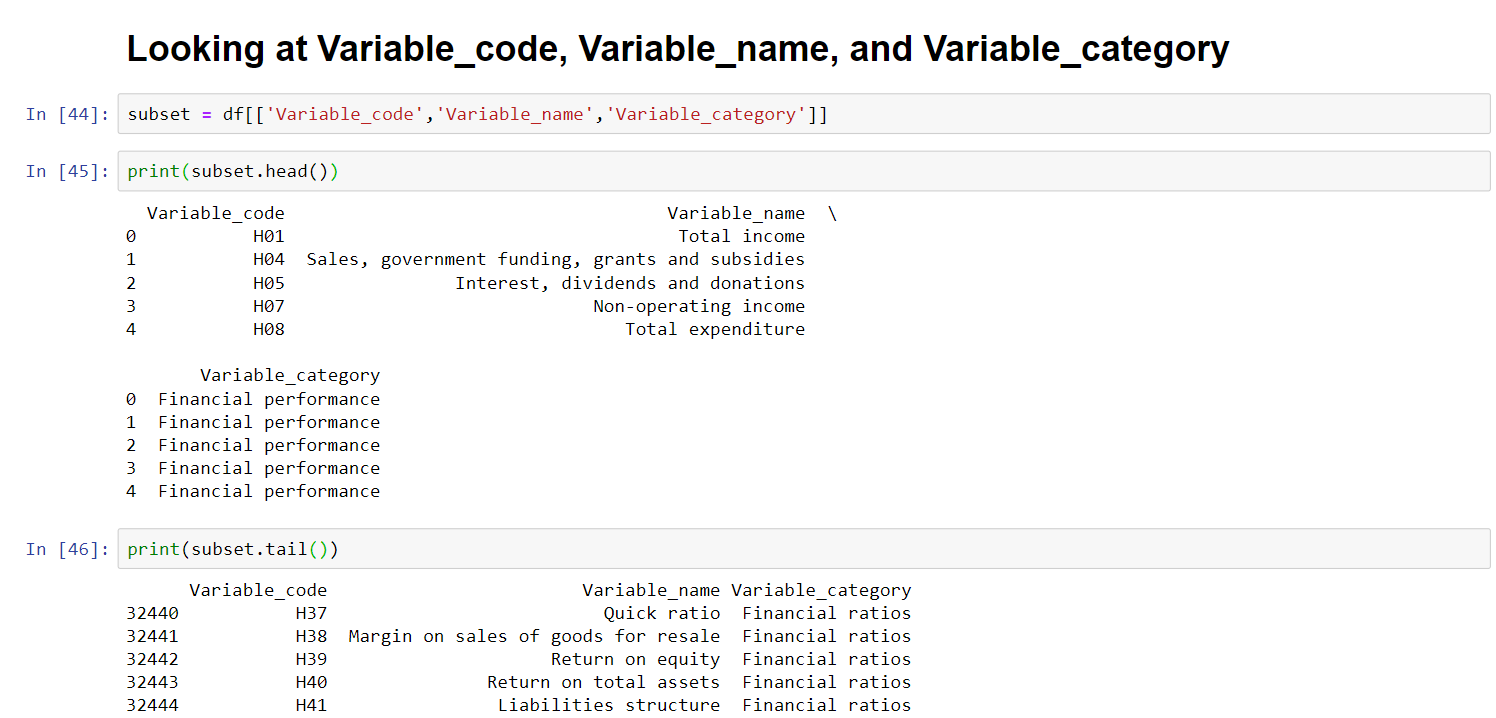 Looking at Variable_code, Variable_name, and Variable_category
In [44]: subset = df[['Variable_code','Variable_name','Variable_category']]
In [45]: print(subset.head())
Variable_code Variable_name \
0 H01 Total income
1 H04 Sales, government funding, grants and subsidies
2 H05 Interest, dividends and donations
3 H07 Non-operating income
4 H08 Total expenditure
Variable_category
0 Financial performance
1 Financial performance
2 Financial performance
3 Financial performance
4 Financial performance
In [46]: print(subset.tail())
Variable_code Variable_name Variable_category
32440 H37 Quick ratio Financial ratios
32441 H38 Margin on sales of goods for resale Financial ratios
32442 H39 Return on equity Financial ratios
32443 H40 Return on total assets Financial ratios
32444 H41 Liabilities structure Financial ratios